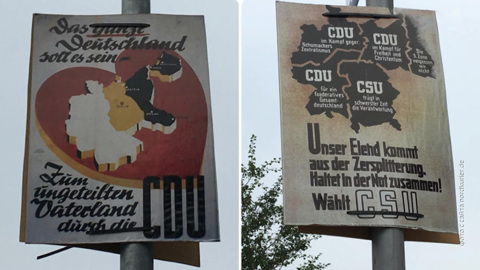 Das ganze
Deutschland
soll es sein-
Zum
ungeteilten
Vaterland
durch die CDU
CDU
im Kampf gegen
Schumachers
Zentralismus
CDU
im Kampf für
Freiheit und
Christentum
CDU
für ein
föderatives
Gesamt
deutschland
CSU
trägt in
schwerster Zeit
die Verantwortung
Unser Elend kommt
aus der Zersplitterung.
Haltet in der Not zusammen!
Wählt CSU